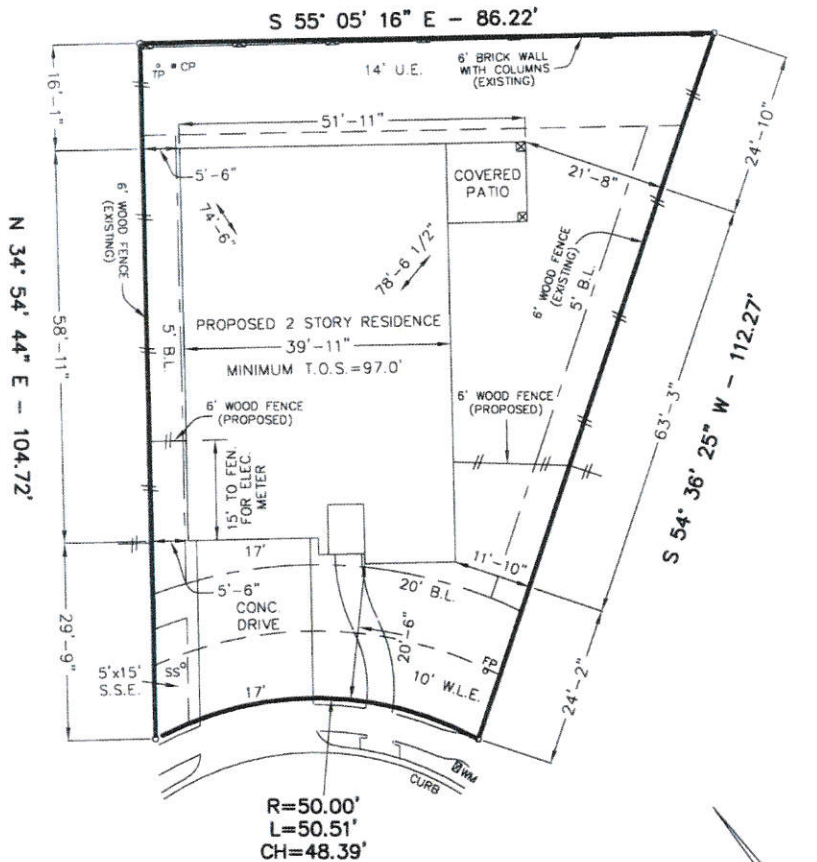 S 55° 05' 16" E - 86.22'
6' BRICK WALL
WITH COLUMNS
(EXISTING)
TP
CP
14' U.E.
16'-1"
51'-11"
24'-10"
5'-6"
COVERED
PATIO
21'-8"
6' WOOD FENCE
(EXISTING)
74'-6"
78'-6 1/2"
6' WOOD FENCE
(EXISTING)
5' B.L.
N 34° 54' 44" E - 104.72'
58'-11"
5' B.L.
PROPOSED 2 STORY RESIDENCE
39'-11"
MINIMUM T.O.S.=97.0'
S 54° 36' 25" W - 112.27'
63'-3"
6' WOOD FENCE
(PROPOSED)
6' WOOD FENCE
(PROPOSED)
15' TO FEN.
FOR ELEC.
METER
17'
11'-10"
5'-6"
20' B.L.
CONC.
DRIVE
29'-9"
20'-6"
24'-2"
5'x15'
S.S.E.
SS
10' W.L.E.
FP
17'
WM
CURB
R=50.00'
L=50.51'
CH=48.39'